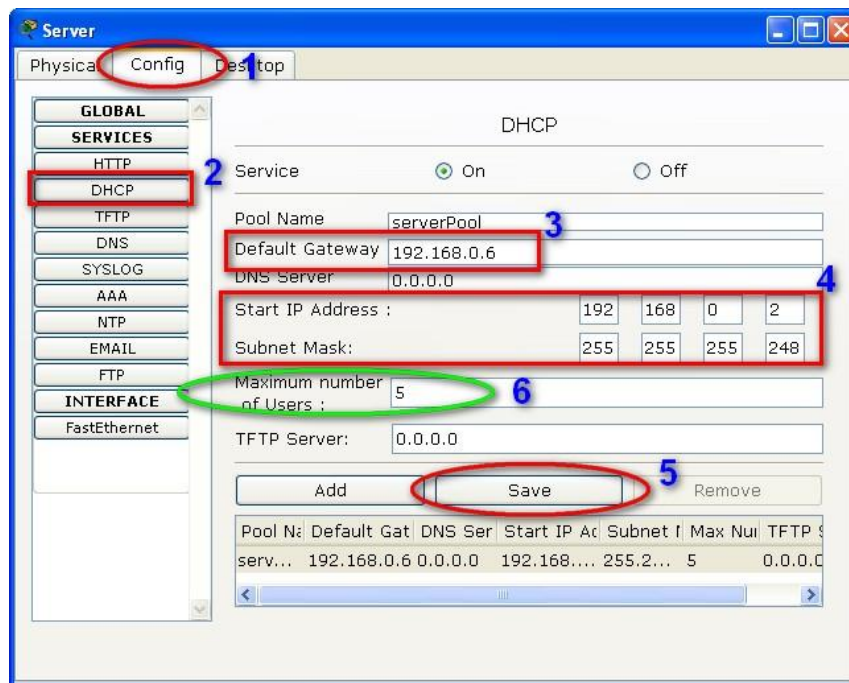 Server
Physica Config 1 Desktop
GLOBAL
SERVICES
HTTP
DHCP
TFTP
DNS
SYSLOG
AAA
NTP
EMAIL
FTP
INTERFACE
FastEthernet
2
DHCP
Service On Off
Pool Name serverPool 3
Default Gateway 192.168.0.6
DNS Server 0.0.0.0
4
Start IP Address : 192 168 0 2
Subnet Mask: 255 255 255 248
Maximum number of Users : 5 6
TFTP Server: 0.0.0.0
5
Add Save Remove
Pool Na Default Gat DNS Ser Start IP Ac Subnet Max Nu TFTP
serv... 192.168.0.6 0.0.0.0 192.168.... 255.2... 5 0.0.0.0